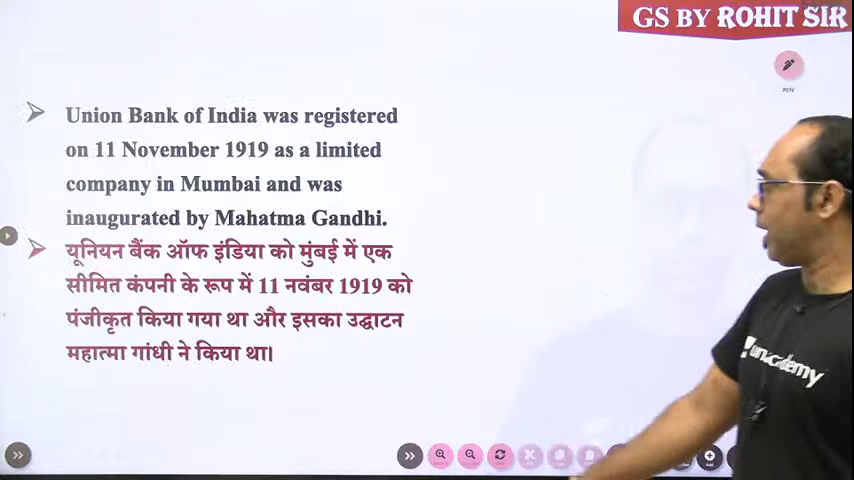 GS BY ROHIT SIR
PEN
Union Bank of India was registered
on 11 November 1919 as a limited
company in Mumbai and was
inaugurated by Mahatma Gandhi.
यूनियन बैंक ऑफ इंडिया को मुंबई में एक
सीमित कंपनी के रूप में 11 नवंबर 1919 को
पंजीकृत किया गया था और इसका उद्घाटन
महात्मा गांधी ने किया था।
unacademy
Add